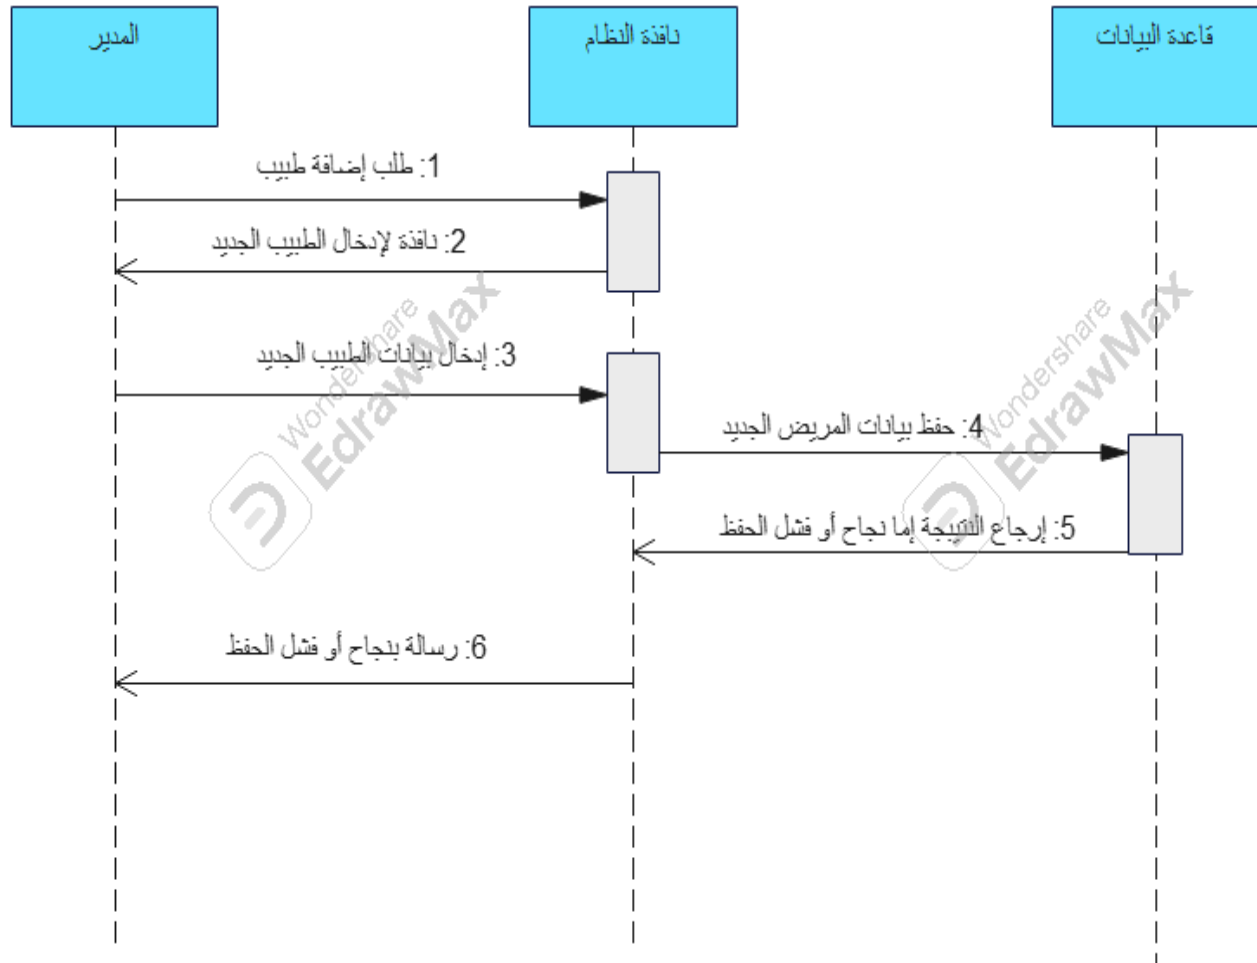 المدير
نافذة النظام
قاعدة البيانات
1: طلب إضافة طبيب
2: نافذة لإدخال الطبيب الجديد
3: إدخال بيانات الطبيب الجديد
4: حفظ بيانات المريض الجديد
5: إرجاع النتيجة إما نجاح أو فشل الحفظ
6: رسالة بنجاح أو فشل الحفظ
Wondershare
EdrawMax
Wondershare
EdrawMax